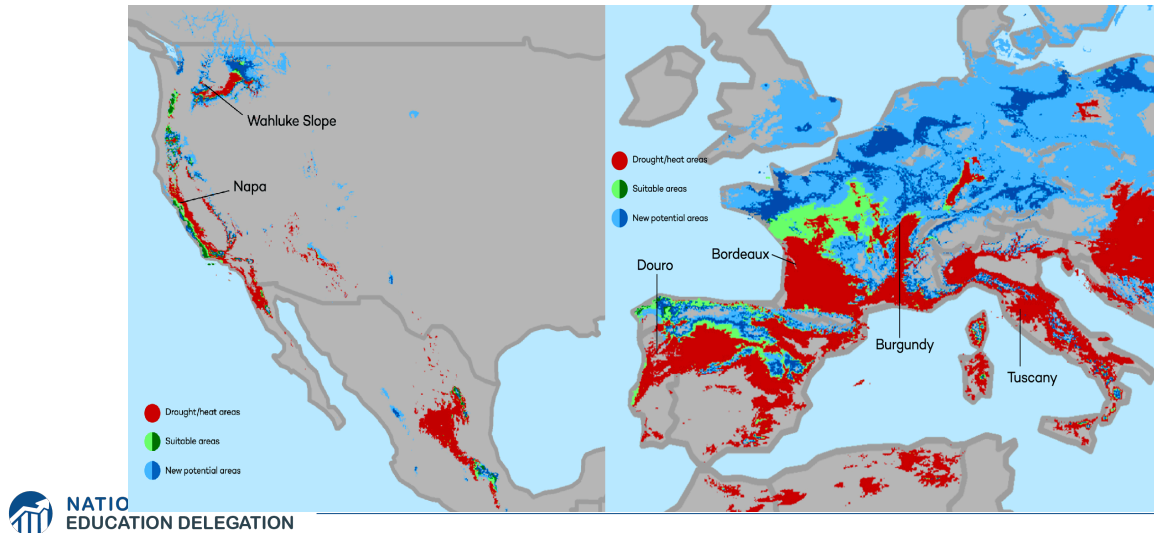 Wahluke Slope
Napa
Drought/heat areas
Suitable areas
New potential areas
Drought/heat areas
Suitable areas
New potential areas
Bordeaux
Douro
Burgundy
Tuscany
NATIO
EDUCATION DELEGATION